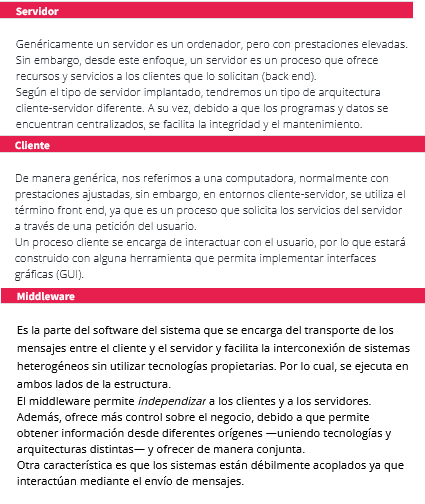 Servidor
Genéricamente un servidor es un ordenador, pero con prestaciones elevadas.
Sin embargo, desde este enfoque, un servidor es un proceso que ofrece
recursos y servicios a los clientes que lo solicitan (back end).
Según el tipo de servidor implantado, tendremos un tipo de arquitectura
cliente-servidor diferente. A su vez, debido a que los programas y datos se
encuentran centralizados, se facilita la integridad y el mantenimiento.
Cliente
De manera genérica, nos referimos a una computadora, normalmente con
prestaciones ajustadas, sin embargo, en entornos cliente-servidor, se utiliza el
término front end, ya que es un proceso que solicita los servicios del servidor
a través de una petición del usuario.
Un proceso cliente se encarga de interactuar con el usuario, por lo que estará
construido con alguna herramienta que permita implementar interfaces
gráficas (GUI).
Middleware
Es la parte del software del sistema que se encarga del transporte de los
mensajes entre el cliente y el servidor y facilita la interconexión de sistemas
heterogéneos sin utilizar tecnologías propietarias. Por lo cual, se ejecuta en
ambos lados de la estructura.
El middleware permite independizar a los clientes y a los servidores.
Además, ofrece más control sobre el negocio, debido a que permite
obtener información desde diferentes orígenes —uniendo tecnologías y
arquitecturas distintas— y ofrecer de manera conjunta.
Otra característica es que los sistemas están débilmente acoplados ya que
interactúan mediante el envío de mensajes.